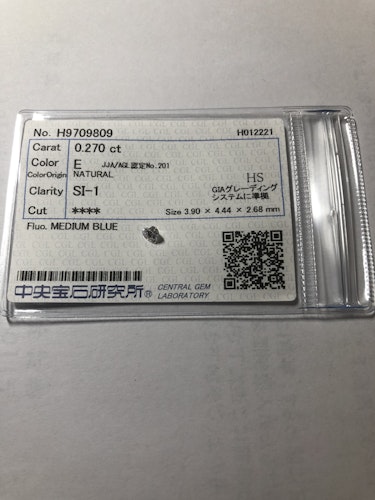 No. H9709809 H012221
Carat 0.270 ct
Color E JJA/AGL認定No.201
ColorOrigin NATURAL
Clarity SI-1 HS
GIAグレーディング
システムに準拠
Cut **** Size 3.90 × 4.44 × 2.68 mm
Fluo. MEDIUM BLUE
中央宝石研究所® CENTRAL GEM
LABORATORY